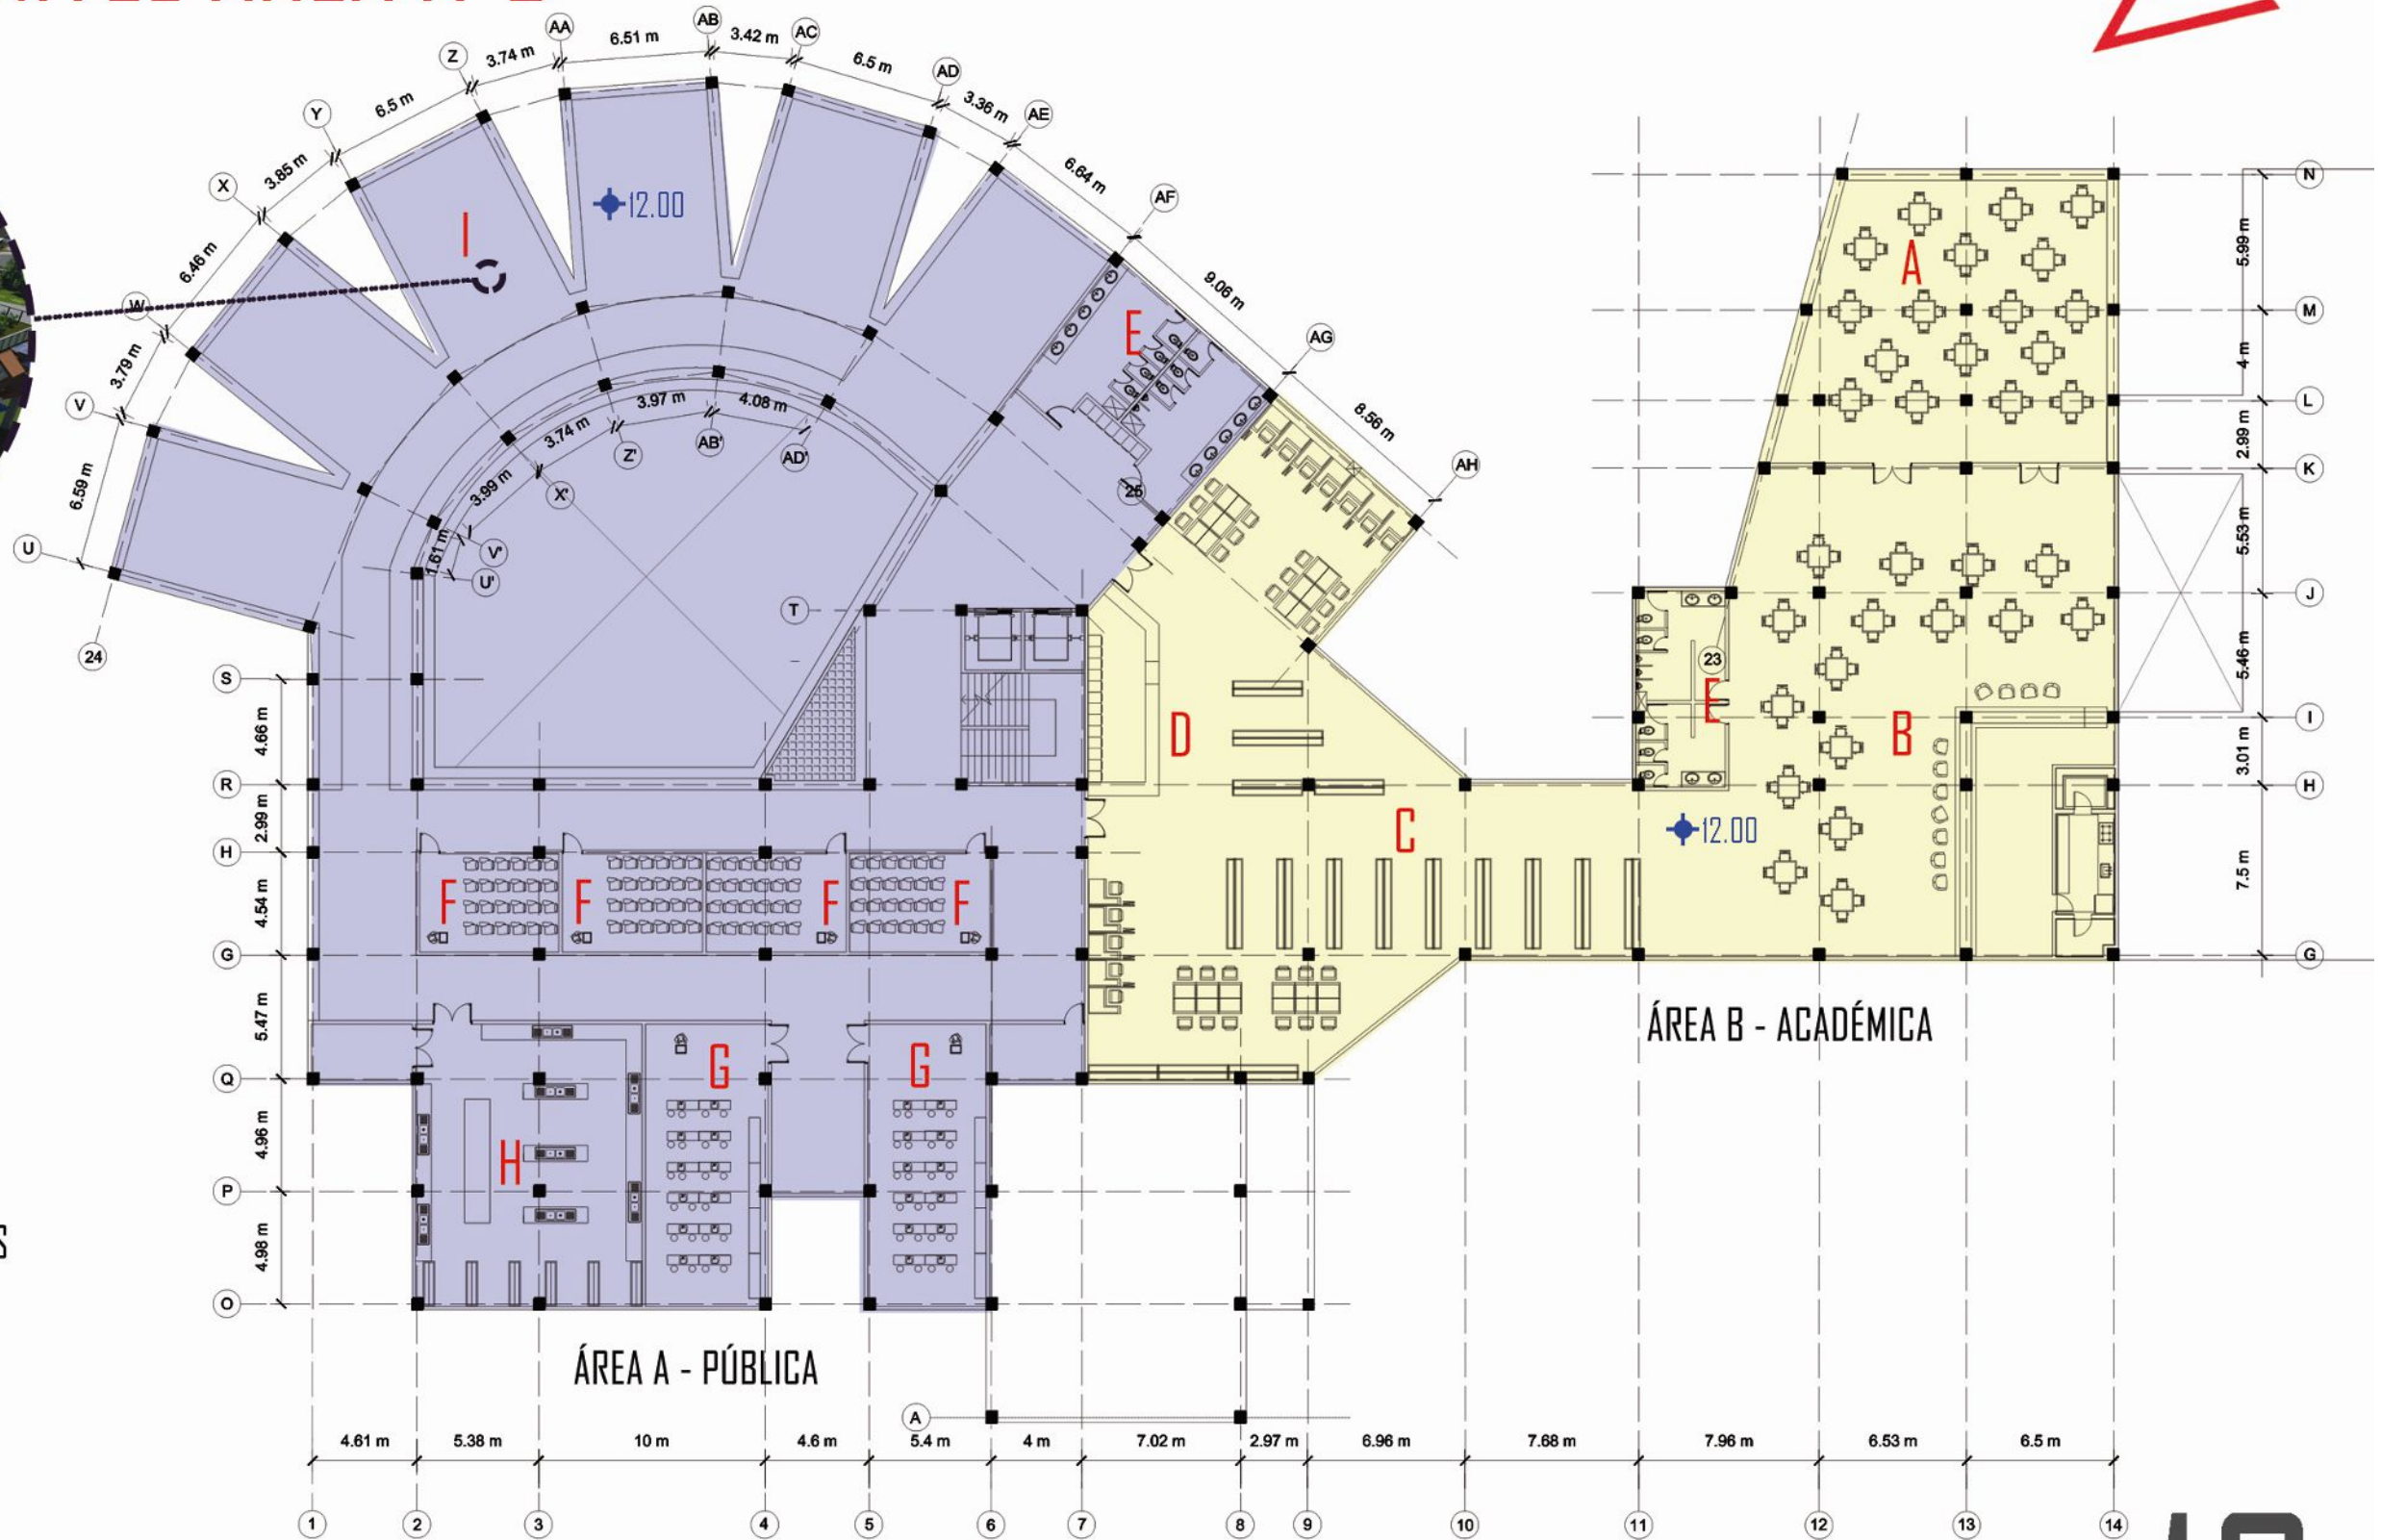 AA
6.51 m
AB
3.42 m
AC
Z
3.74 m
6.5 m
AD
Y
6.5 m
3.36 m
AE
X
3.85 m
6.64 m
AF
W
6.46 m
I
12.00
E
9.06 m
AG
V
3.79 m
8.56 m
AH
6.59 m
3.97 m
4.08 m
3.74 m
Z'
AB'
AD'
3.99 m
X'
25
1.61 m
V'
U'
U
24
T
S
4.66 m
R
2.99 m
H
4.54 m
G
5.47 m
Q
4.96 m
P
4.98 m
O
F
F
F
F
H
G
G
D
C
N
5.99 m
M
4 m
L
2.99 m
K
5.53 m
J
5.46 m
I
3.01 m
H
7.5 m
G
A
23
E
B
12.00
ÁREA B - ACADÉMICA
ÁREA A - PÚBLICA
A
4.61 m
5.38 m
10 m
4.6 m
5.4 m
4 m
7.02 m
2.97 m
6.96 m
7.68 m
7.96 m
6.53 m
6.5 m
1
2
3
4
5
6
7
8
9
10
11
12
13
14